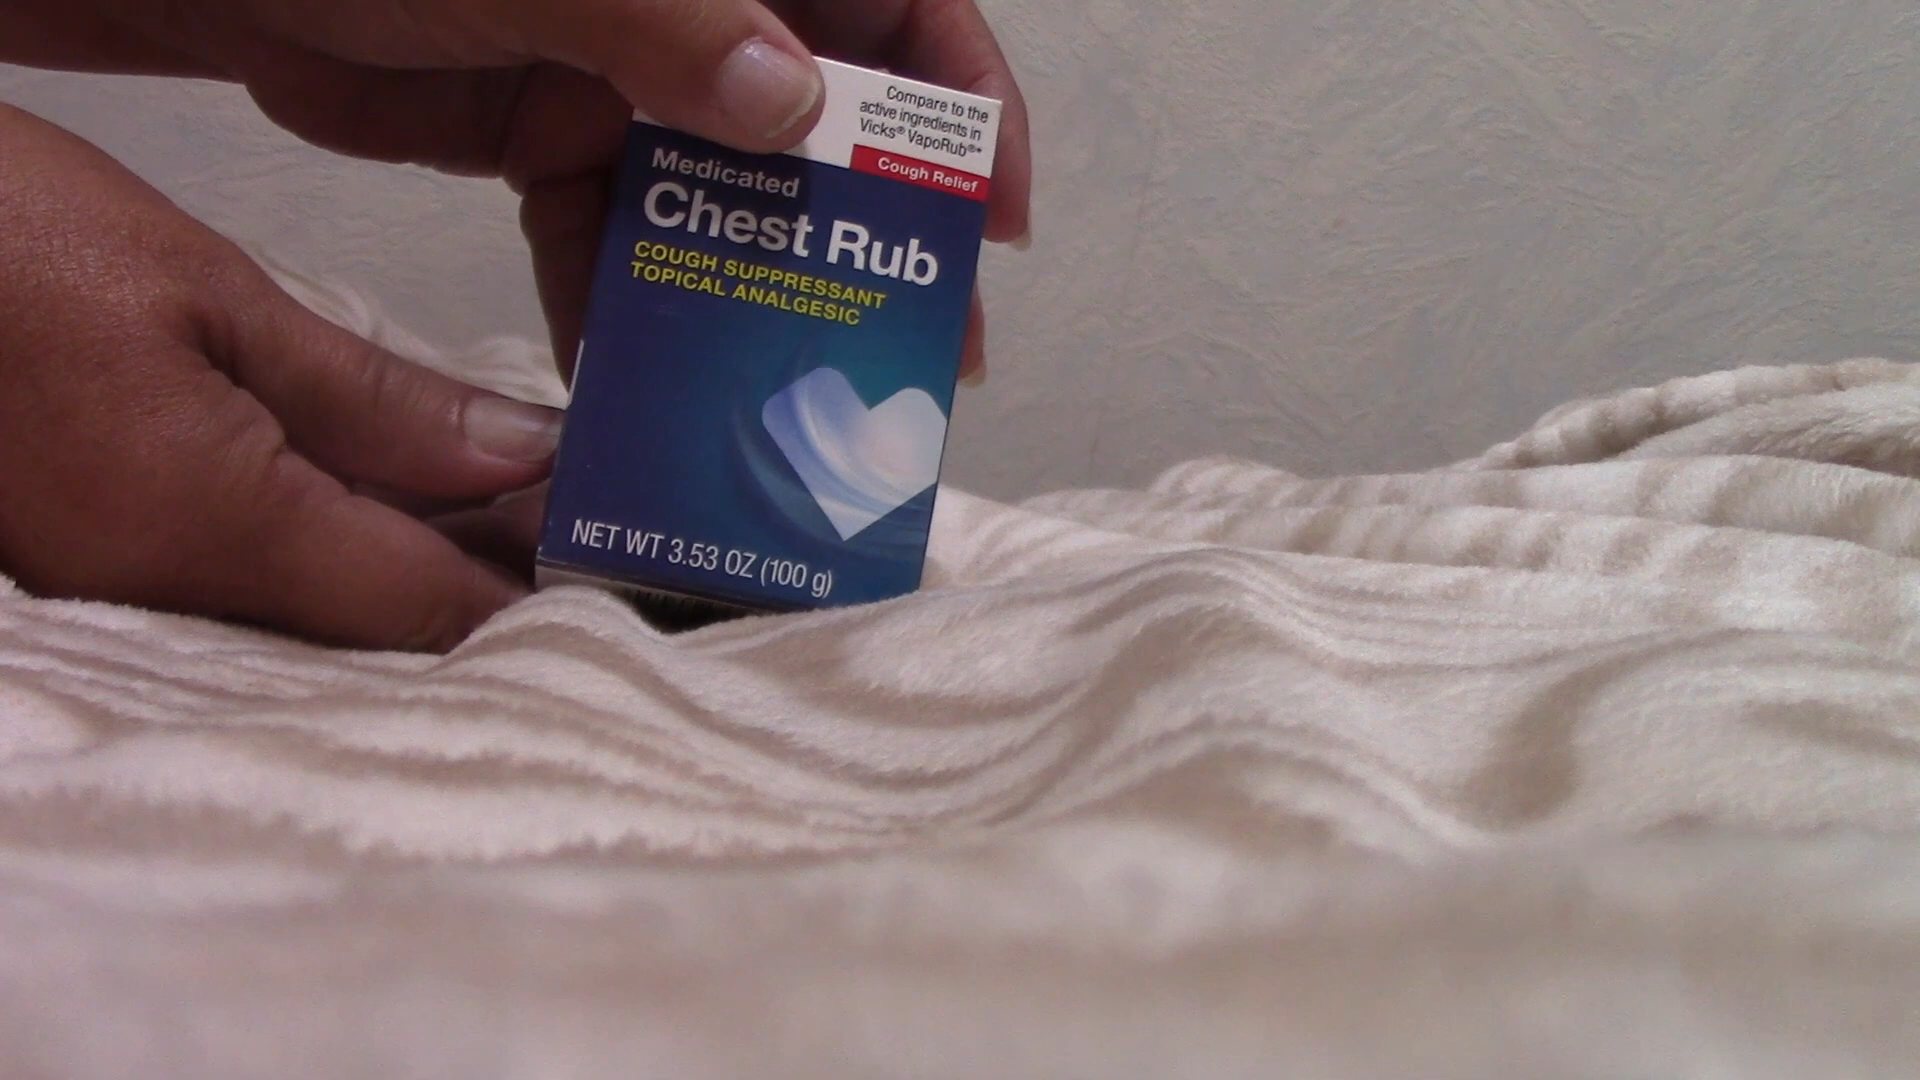 Compare to the
active ingredients in
Vicks® VapoRub®*
Cough Relief
Medicated
Chest Rub
COUGH SUPPRESSANT
TOPICAL ANALGESIC
NET WT 3.53 OZ (100 g)